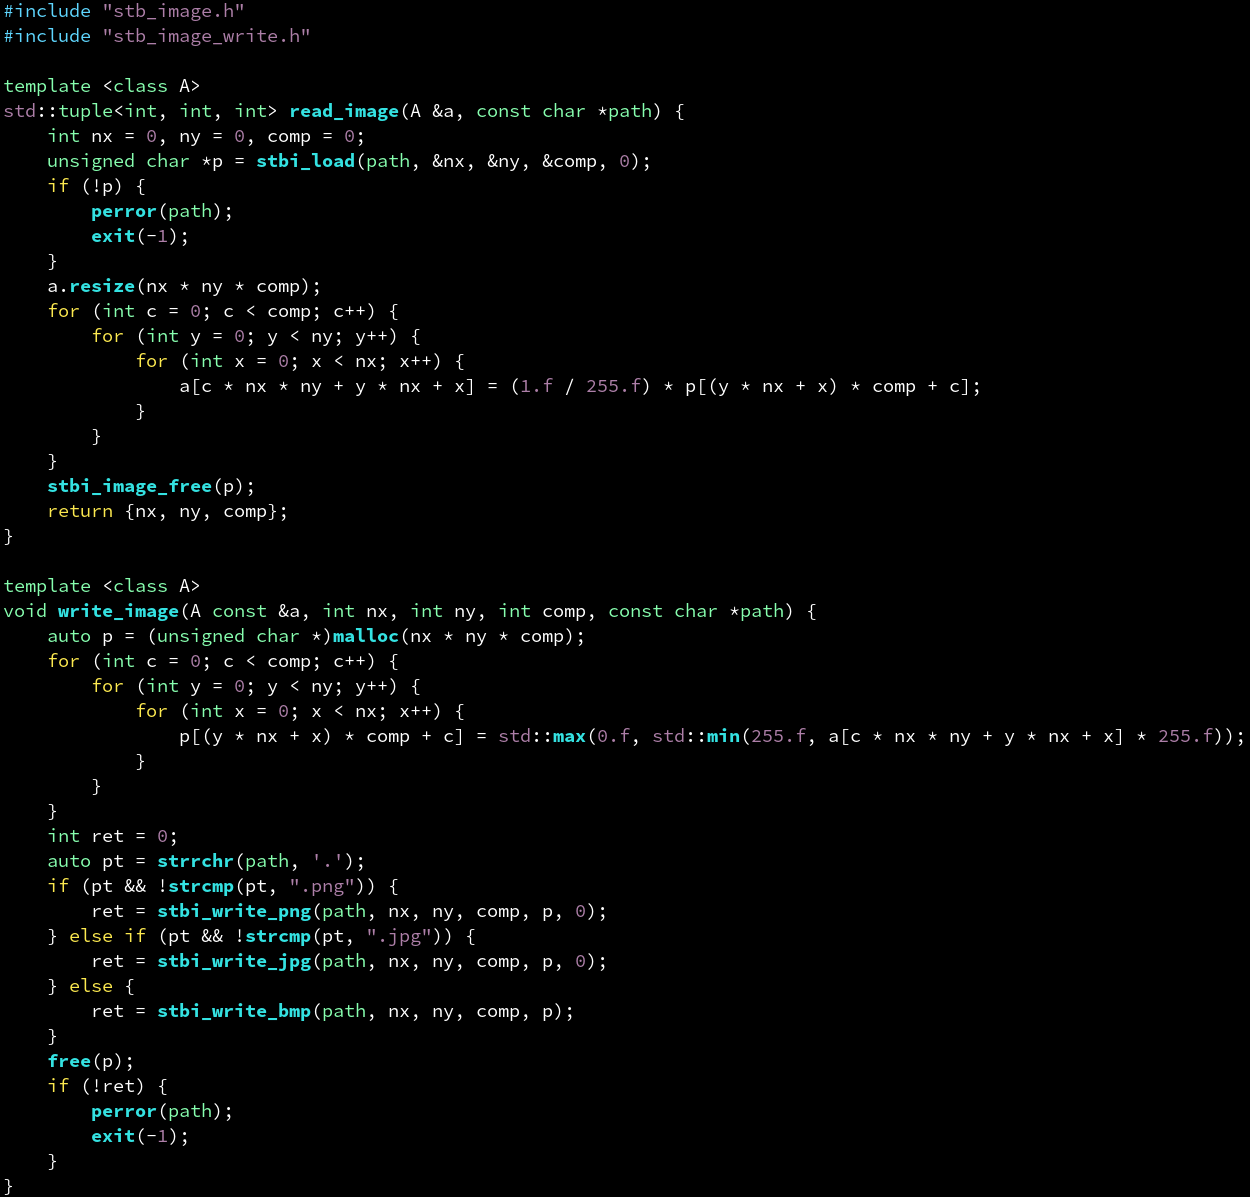 #include "stb_image.h"
#include "stb_image_write.h"

template <class A>
std::tuple<int, int, int> read_image(A &a, const char *path) {
    int nx = 0, ny = 0, comp = 0;
    unsigned char *p = stbi_load(path, &nx, &ny, &comp, 0);
    if (!p) {
        perror(path);
        exit(-1);
    }
    a.resize(nx * ny * comp);
    for (int c = 0; c < comp; c++) {
        for (int y = 0; y < ny; y++) {
            for (int x = 0; x < nx; x++) {
                a[c * nx * ny + y * nx + x] = (1.f / 255.f) * p[(y * nx + x) * comp + c];
            }
        }
    }
    stbi_image_free(p);
    return {nx, ny, comp};
}

template <class A>
void write_image(A const &a, int nx, int ny, int comp, const char *path) {
    auto p = (unsigned char *)malloc(nx * ny * comp);
    for (int c = 0; c < comp; c++) {
        for (int y = 0; y < ny; y++) {
            for (int x = 0; x < nx; x++) {
                p[(y * nx + x) * comp + c] = std::max(0.f, std::min(255.f, a[c * nx * ny + y * nx + x] * 255.f));
            }
        }
    }
    int ret = 0;
    auto pt = strrchr(path, '.');
    if (pt && !strcmp(pt, ".png")) {
        ret = stbi_write_png(path, nx, ny, comp, p, 0);
    } else if (pt && !strcmp(pt, ".jpg")) {
        ret = stbi_write_jpg(path, nx, ny, comp, p, 0);
    } else {
        ret = stbi_write_bmp(path, nx, ny, comp, p);
    }
    free(p);
    if (!ret) {
        perror(path);
        exit(-1);
    }
}